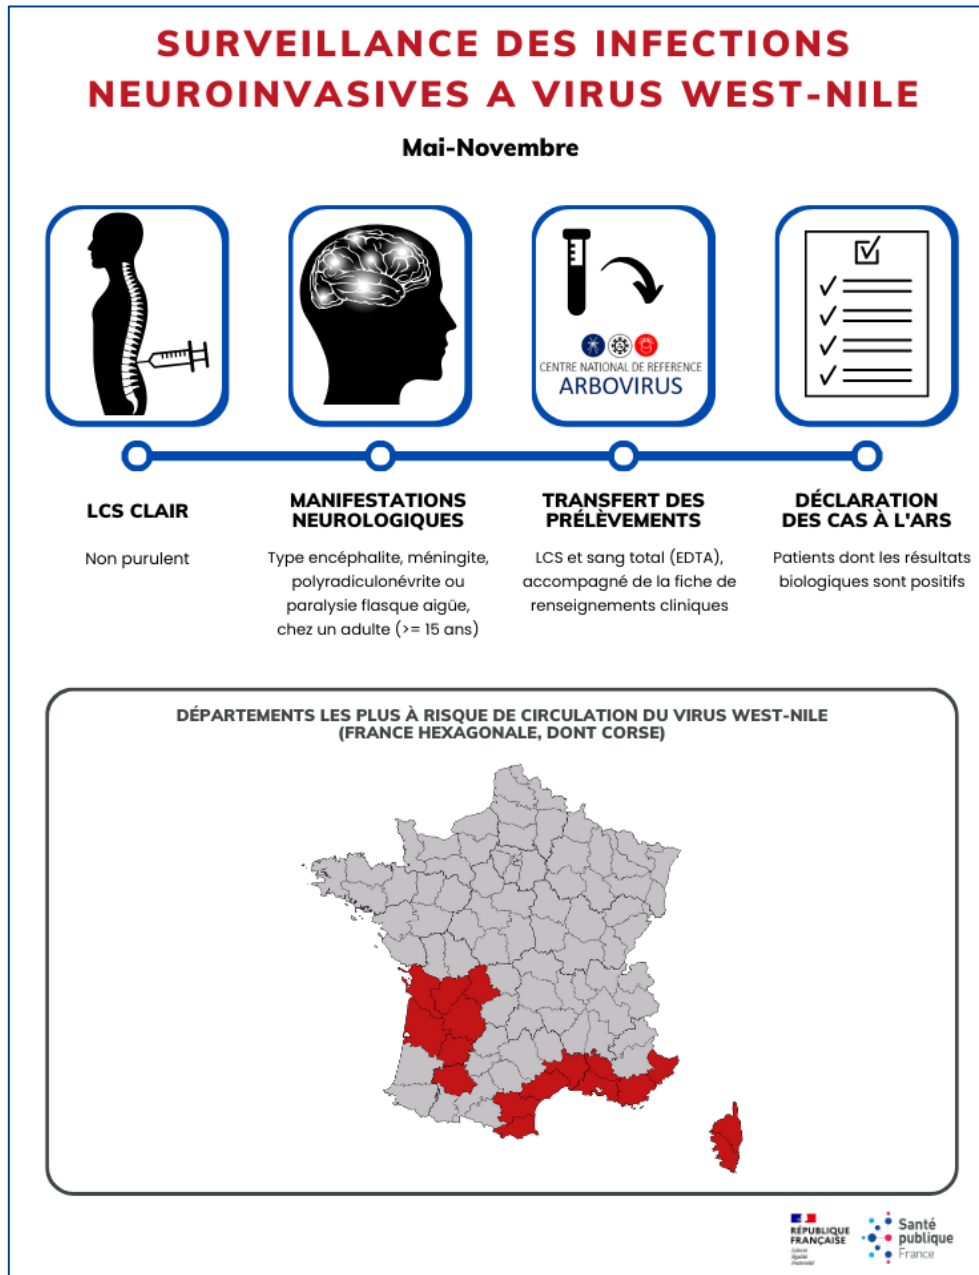 SURVEILLANCE DES INFECTIONS
NEUROINVASIVES A VIRUS WEST-NILE
Mai-Novembre
CENTRE NATIONAL DE REFERENCE
ARBOVIRUS
LCS CLAIR
Non purulent
MANIFESTATIONS
NEUROLOGIQUES
Type encéphalite, méningite,
polyradiculonévrite ou
paralysie flasque aigüe,
chez un adulte (>= 15 ans)
TRANSFERT DES
PRÉLÈVEMENTS
LCS et sang total (EDTA),
accompagné de la fiche de
renseignements cliniques
DÉCLARATION
DES CAS À L'ARS
Patients dont les résultats
biologiques sont positifs
DÉPARTEMENTS LES PLUS À RISQUE DE CIRCULATION DU VIRUS WEST-NILE
(FRANCE HEXAGONALE, DONT CORSE)
RÉPUBLIQUE
FRANÇAISE
Liberté
Égalité
Fraternité
Santé
publique
France